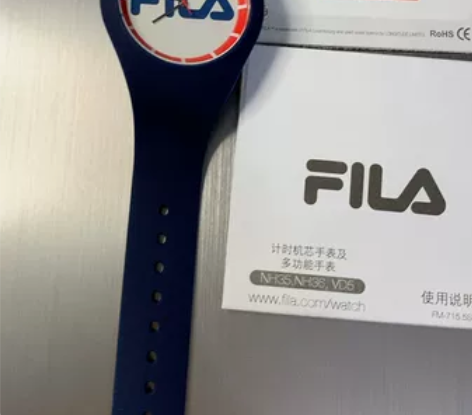 FILA
RoHS CE
FILA
计时机芯手表及
多功能手表
NH35,NH36, VD5
www.fila.com/watch
使用说明